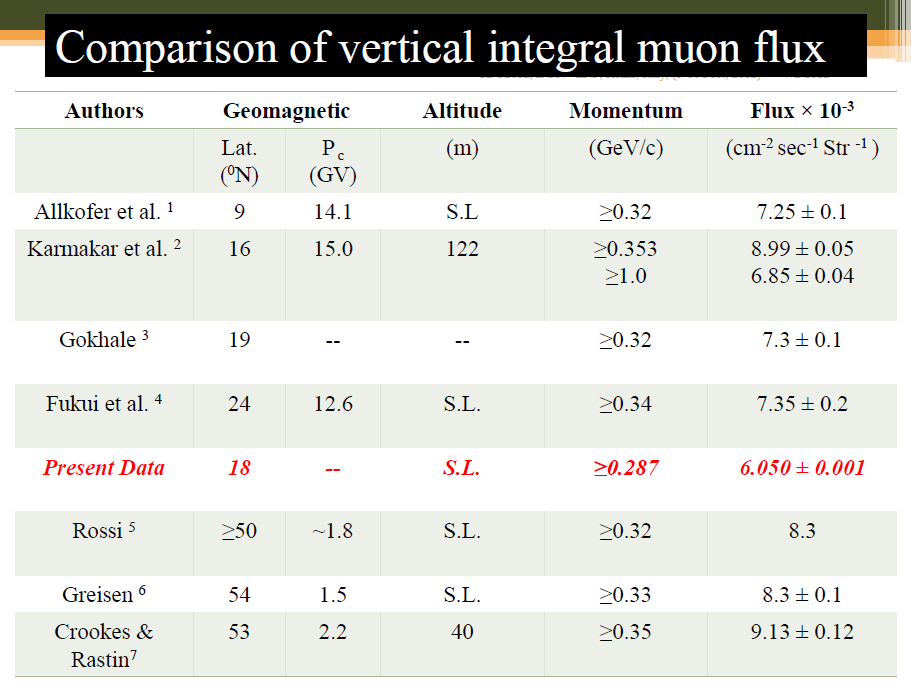 Comparison of vertical integral muon flux
Authors Geomagnetic Altitude Momentum Flux × 10⁻³
Lat. (⁰N) P c (GV) (m) (GeV/c) (cm⁻² sec⁻¹ Str ⁻¹ )
Allkofer et al. ¹ 9 14.1 S.L ≥0.32 7.25 ± 0.1
Karmakar et al. ² 16 15.0 122 ≥0.353 8.99 ± 0.05
≥1.0 6.85 ± 0.04
Gokhale ³ 19 -- -- ≥0.32 7.3 ± 0.1
Fukui et al. ⁴ 24 12.6 S.L. ≥0.34 7.35 ± 0.2
Present Data 18 -- S.L. ≥0.287 6.050 ± 0.001
Rossi ⁵ ≥50 ~1.8 S.L. ≥0.32 8.3
Greisen ⁶ 54 1.5 S.L. ≥0.33 8.3 ± 0.1
Crookes & 53 2.2 40 ≥0.35 9.13 ± 0.12
Rastin⁷